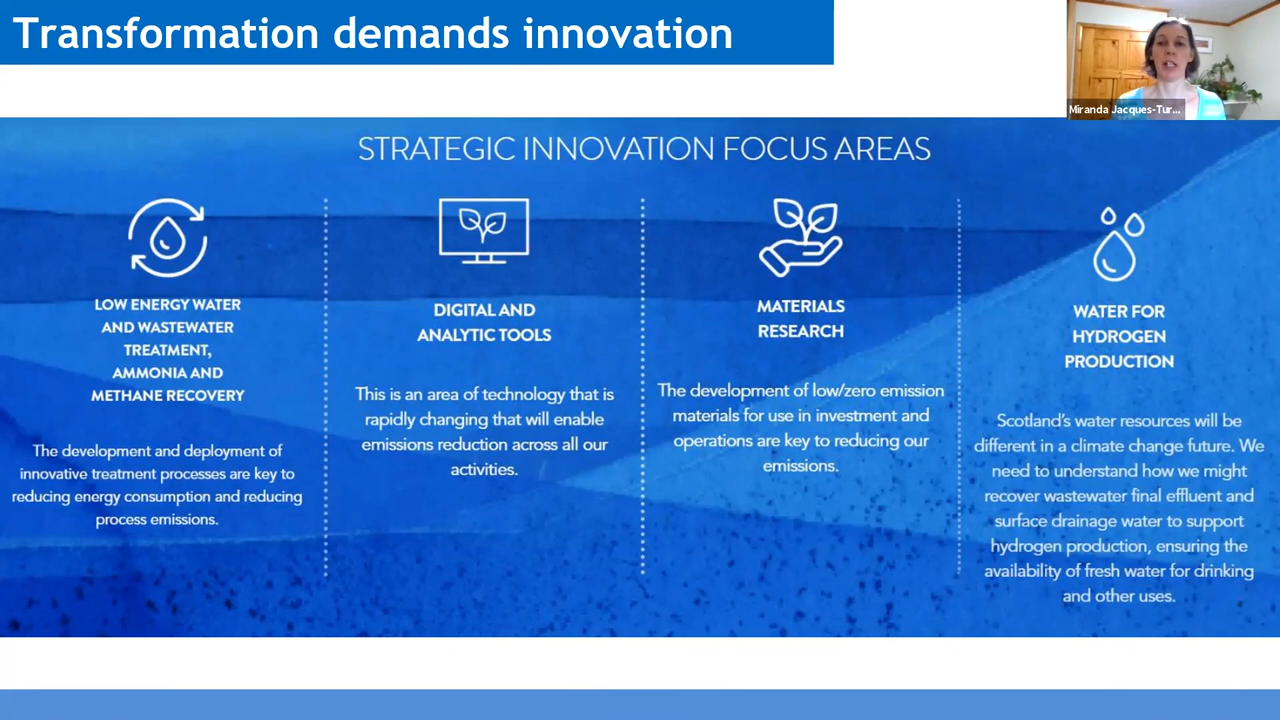 Transformation demands innovation
Miranda Jacques-Tur...
STRATEGIC INNOVATION FOCUS AREAS
LOW ENERGY WATER
AND WASTEWATER
TREATMENT,
AMMONIA AND
METHANE RECOVERY
The development and deployment of
innovative treatment processes are key to
reducing energy consumption and reducing
process emissions.
DIGITAL AND
ANALYTIC TOOLS
This is an area of technology that is
rapidly changing that will enable
emissions reduction across all our
activities.
MATERIALS
RESEARCH
The development of low/zero emission
materials for use in investment and
operations are key to reducing our
emissions.
WATER FOR
HYDROGEN
PRODUCTION
Scotland's water resources will be
different in a climate change future. We
need to understand how we might
recover wastewater final effluent and
surface drainage water to support
hydrogen production, ensuring the
availability of fresh water for drinking
and other uses.